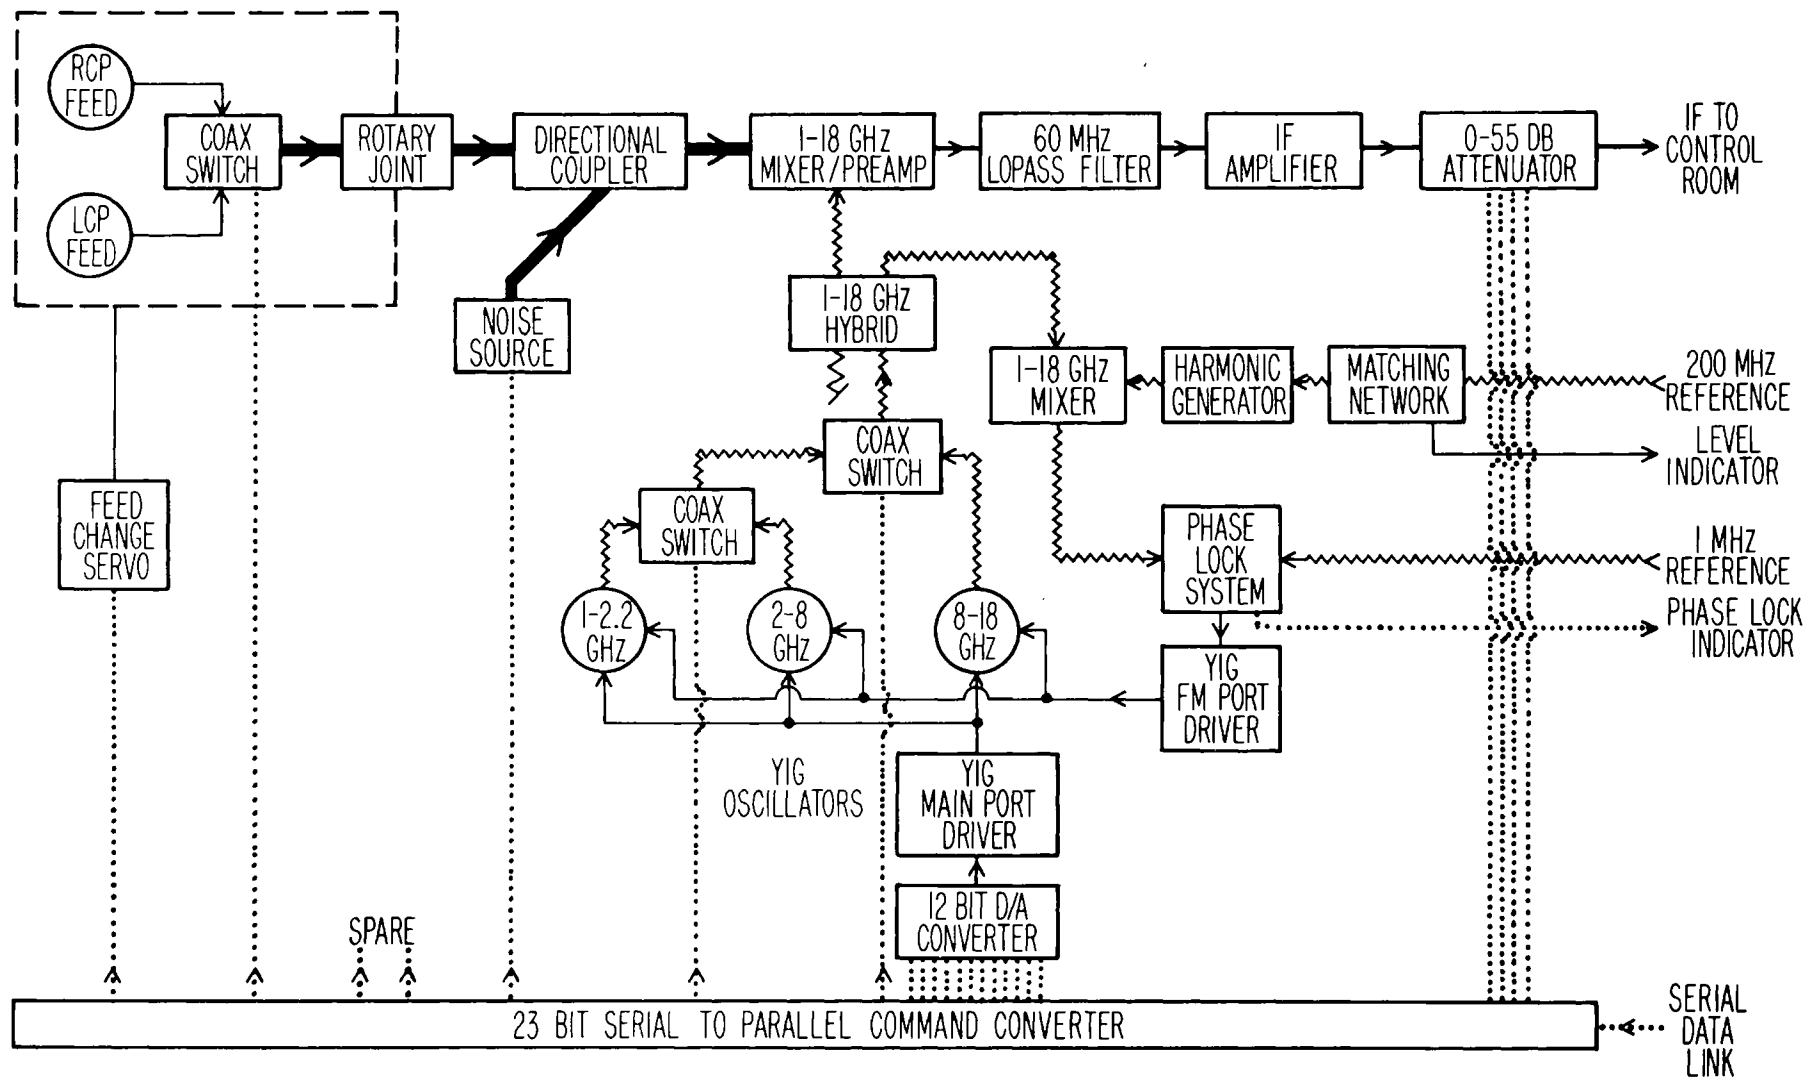 RCP
FEED
COAX
SWITCH
LCP
FEED
ROTARY
JOINT
DIRECTIONAL
COUPLER
1-18 GHz
MIXER/PREAMP
60 MHz
LOPASS FILTER
IF
AMPLIFIER
0-55 DB
ATTENUATOR
IF TO
CONTROL
ROOM
NOISE
SOURCE
1-18 GHz
HYBRID
1-18 GHz
MIXER
HARMONIC
GENERATOR
MATCHING
NETWORK
200 MHz
REFERENCE
LEVEL
INDICATOR
COAX
SWITCH
FEED
CHANGE
SERVO
COAX
SWITCH
PHASE
LOCK
SYSTEM
1 MHz
REFERENCE
PHASE LOCK
INDICATOR
1-2.2
GHz
2-8
GHz
8-18
GHz
YIG
FM PORT
DRIVER
YIG
OSCILLATORS
YIG
MAIN PORT
DRIVER
12 BIT D/A
CONVERTER
SPARE
23 BIT SERIAL TO PARALLEL COMMAND CONVERTER
SERIAL
DATA
LINK